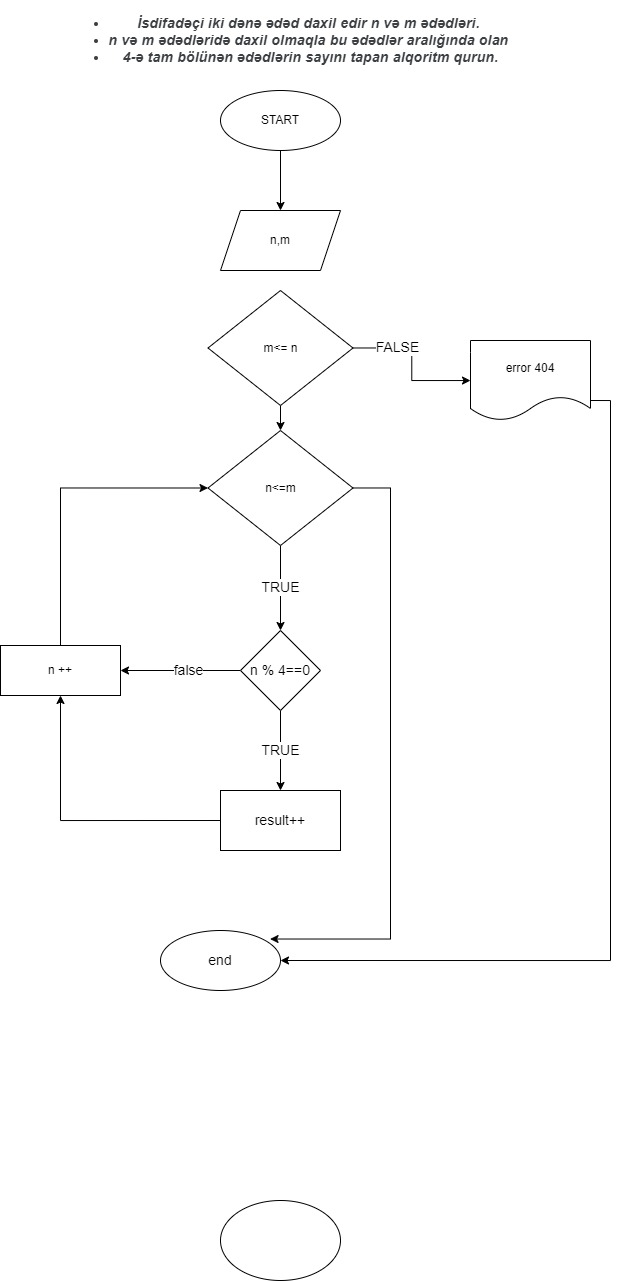 İsdifadəçi iki dənə ədəd daxil edir n və m ədədləri.
n və m ədədləridə daxil olmaqla bu ədədlər aralığında olan
4-ə tam bölünən ədədlərin sayını tapan alqoritm qurun.
START
n,m
m<= n
FALSE
error 404
n<=m
TRUE
n ++
false
n % 4==0
TRUE
result++
end